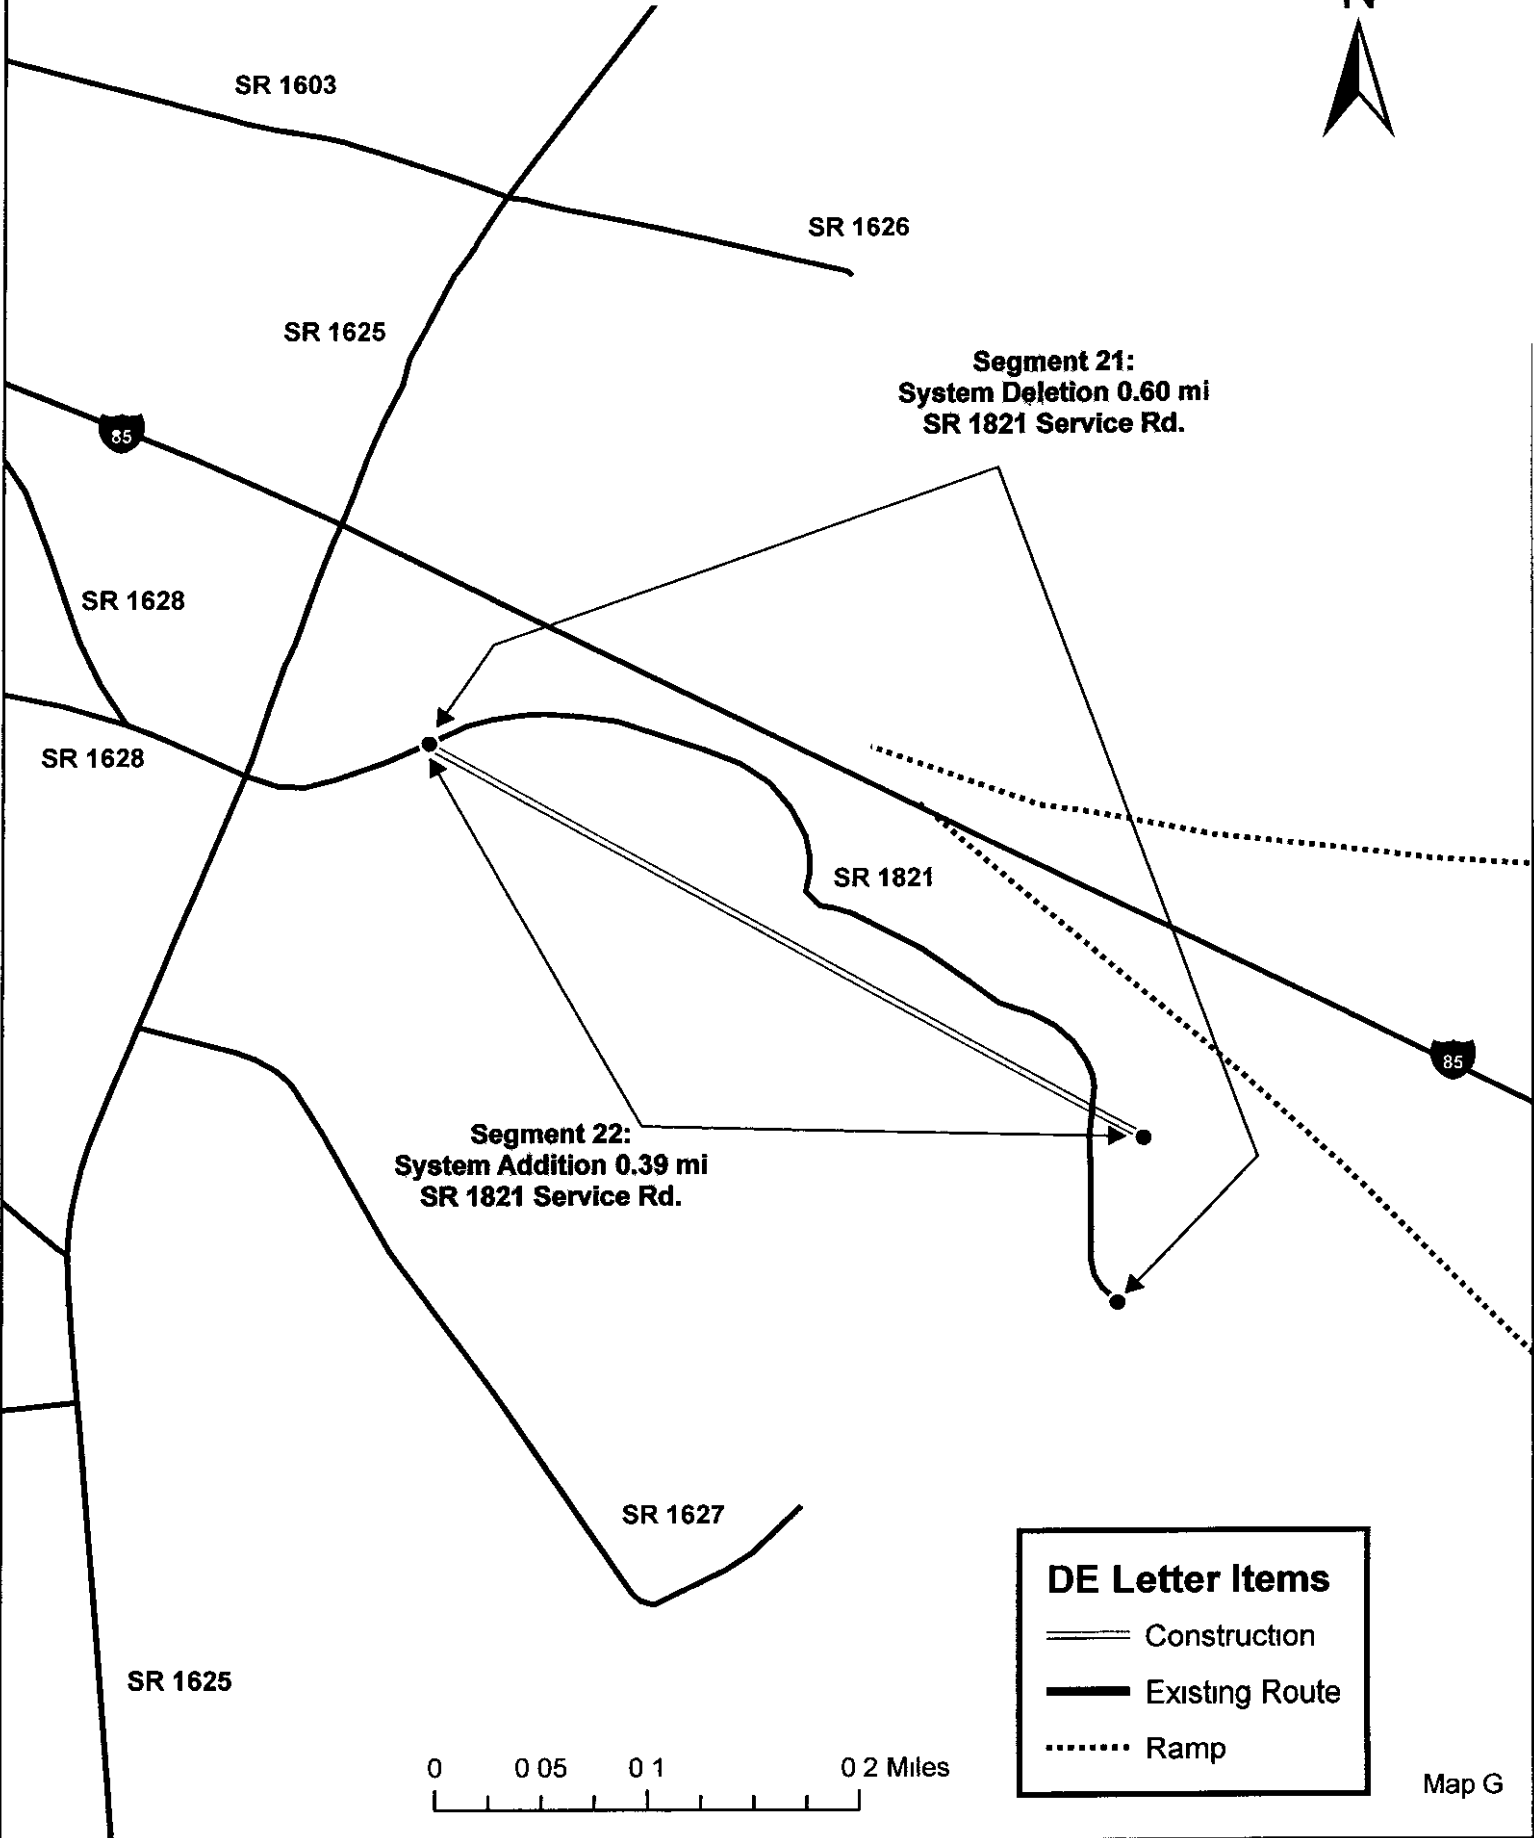 N
SR 1603
SR 1626
SR 1625
Segment 21:
System Deletion 0.60 mi
SR 1821 Service Rd.
85
SR 1628
SR 1628
SR 1821
85
Segment 22:
System Addition 0.39 mi
SR 1821 Service Rd.
SR 1627
DE Letter Items
Construction
Existing Route
Ramp
SR 1625
0 0 05 0 1 0 2 Miles
Map G